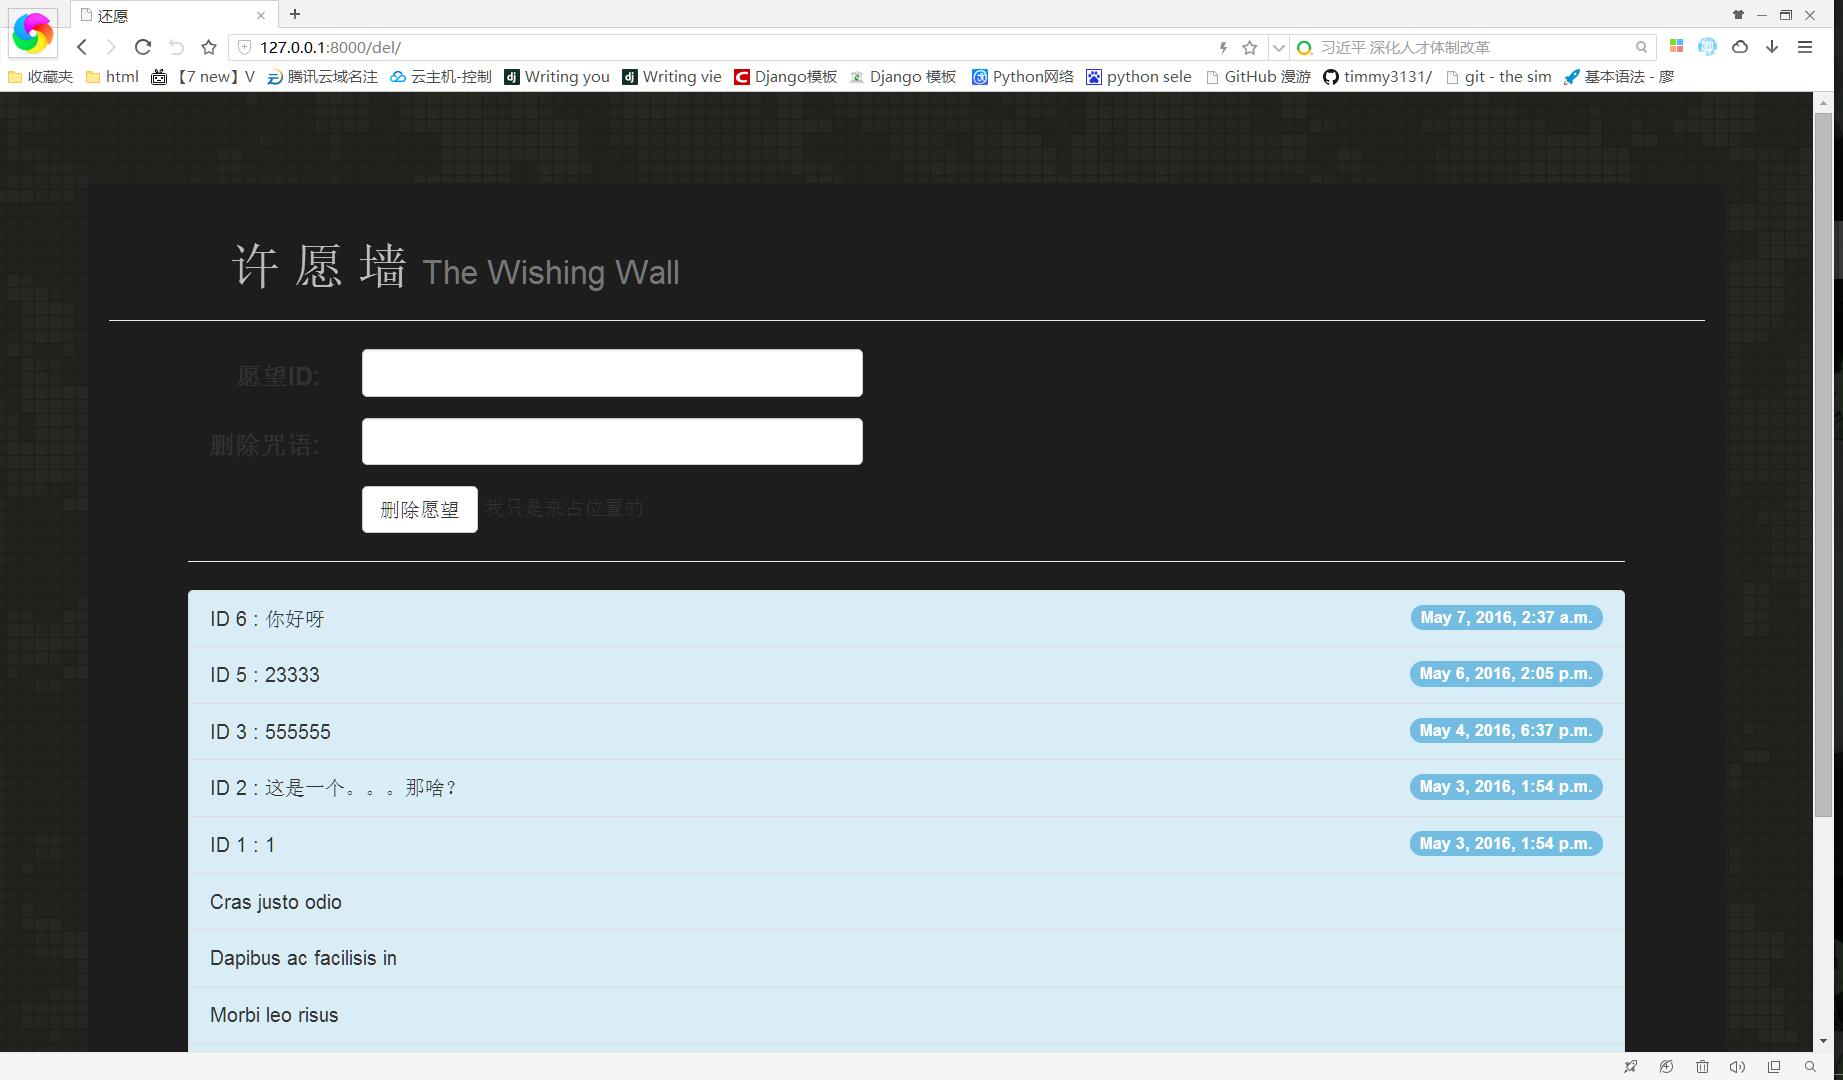 还愿
127.0.0.1:8000/del/
习近平 深化人才体制改革
收藏夹 html 【7 new】V 腾讯云域名注 云主机-控制 Writing you Writing vie Django模板 Django 模板 Python网络 python sele GitHub 漫游 timmy3131/ git - the sim 基本语法 - 廖
许 愿 墙 The Wishing Wall
愿望ID:
删除咒语:
删除愿望 我只是来占位置的
ID 6 : 你好呀 May 7, 2016, 2:37 a.m.
ID 5 : 23333 May 6, 2016, 2:05 p.m.
ID 3 : 555555 May 4, 2016, 6:37 p.m.
ID 2 : 这是一个。。。那啥? May 3, 2016, 1:54 p.m.
ID 1 : 1 May 3, 2016, 1:54 p.m.
Cras justo odio
Dapibus ac facilisis in
Morbi leo risus